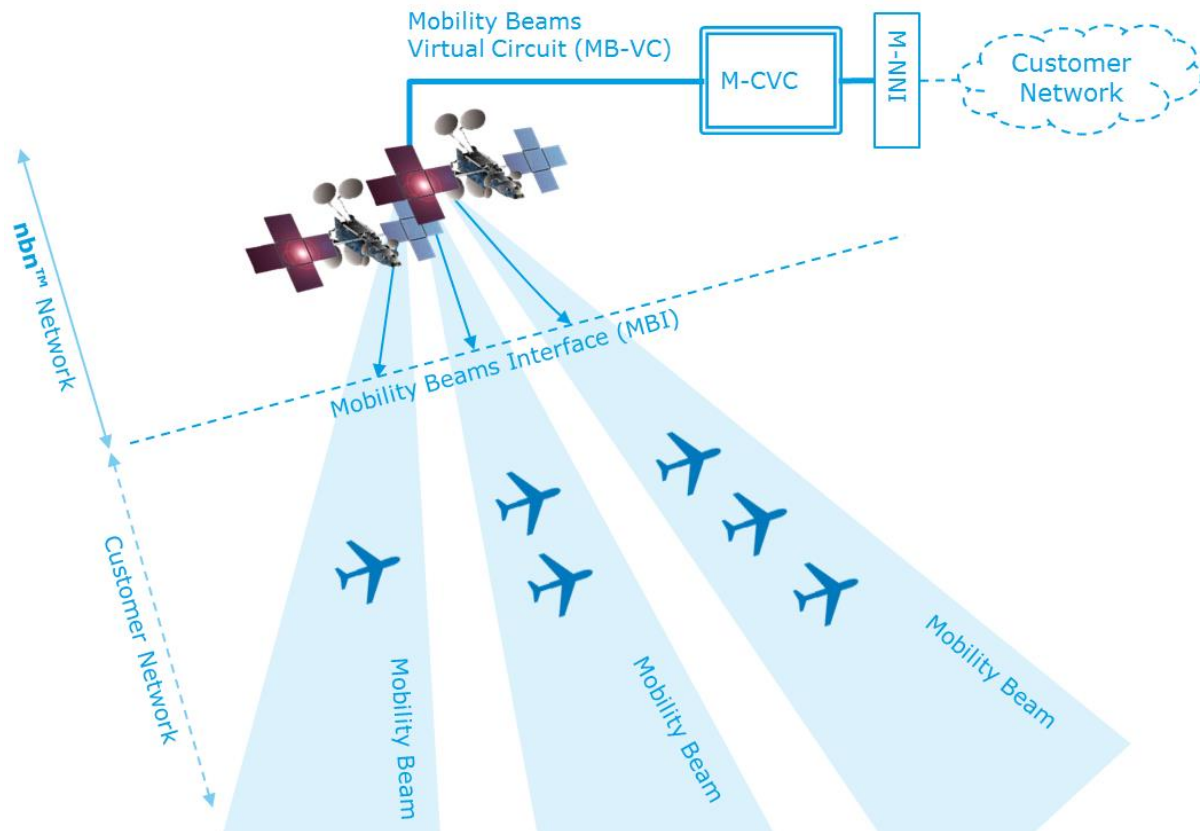 Mobility Beams
Virtual Circuit (MB-VC)
M-CVC
M-NNI
Customer
Network
nbn™ Network
Mobility Beams Interface (MBI)
Customer Network
Mobility Beam
Mobility Beam
Mobility Beam